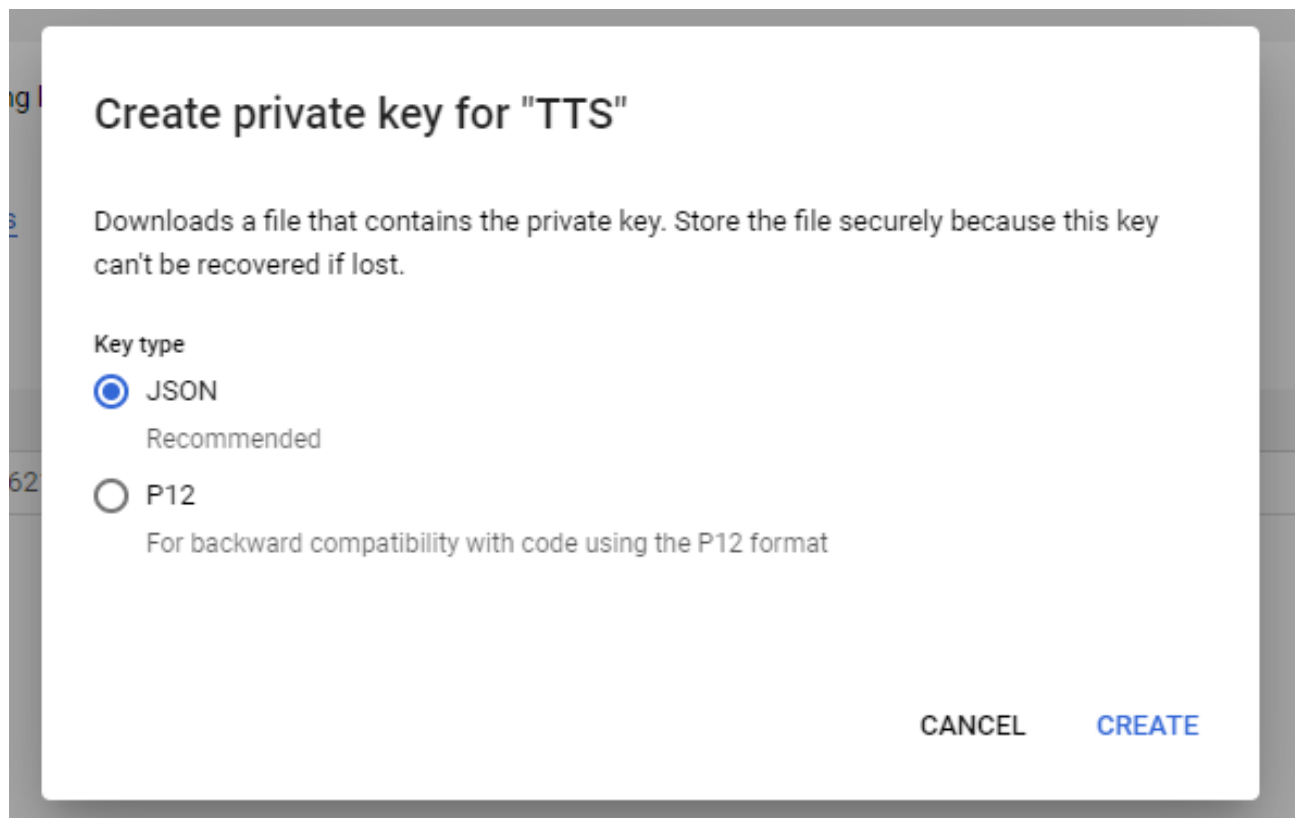 Create private key for "TTS"
Downloads a file that contains the private key. Store the file securely because this key
can't be recovered if lost.
Key type
JSON
Recommended
62
P12
For backward compatibility with code using the P12 format
CANCEL
CREATE